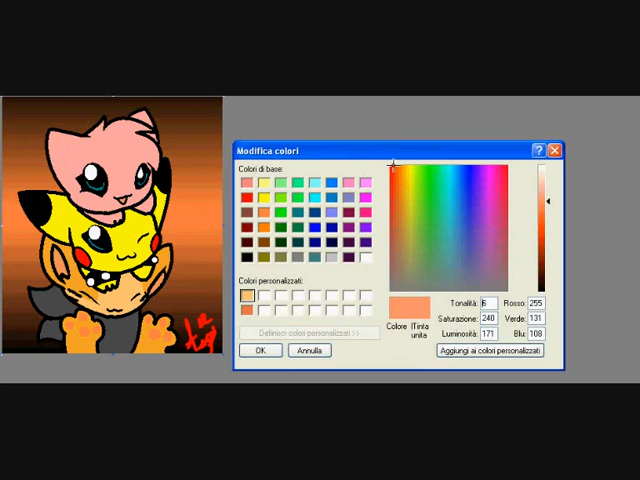 Modifica colori
Colori di base:
Colori personalizzati:
Definisci colori personalizzati >>
OK
Annulla
Colore |Tinta
unita
Tonalità: 6
Saturazione: 240
Luminosità: 171
Rosso: 255
Verde: 131
Blu: 108
Aggiungi ai colori personalizzati